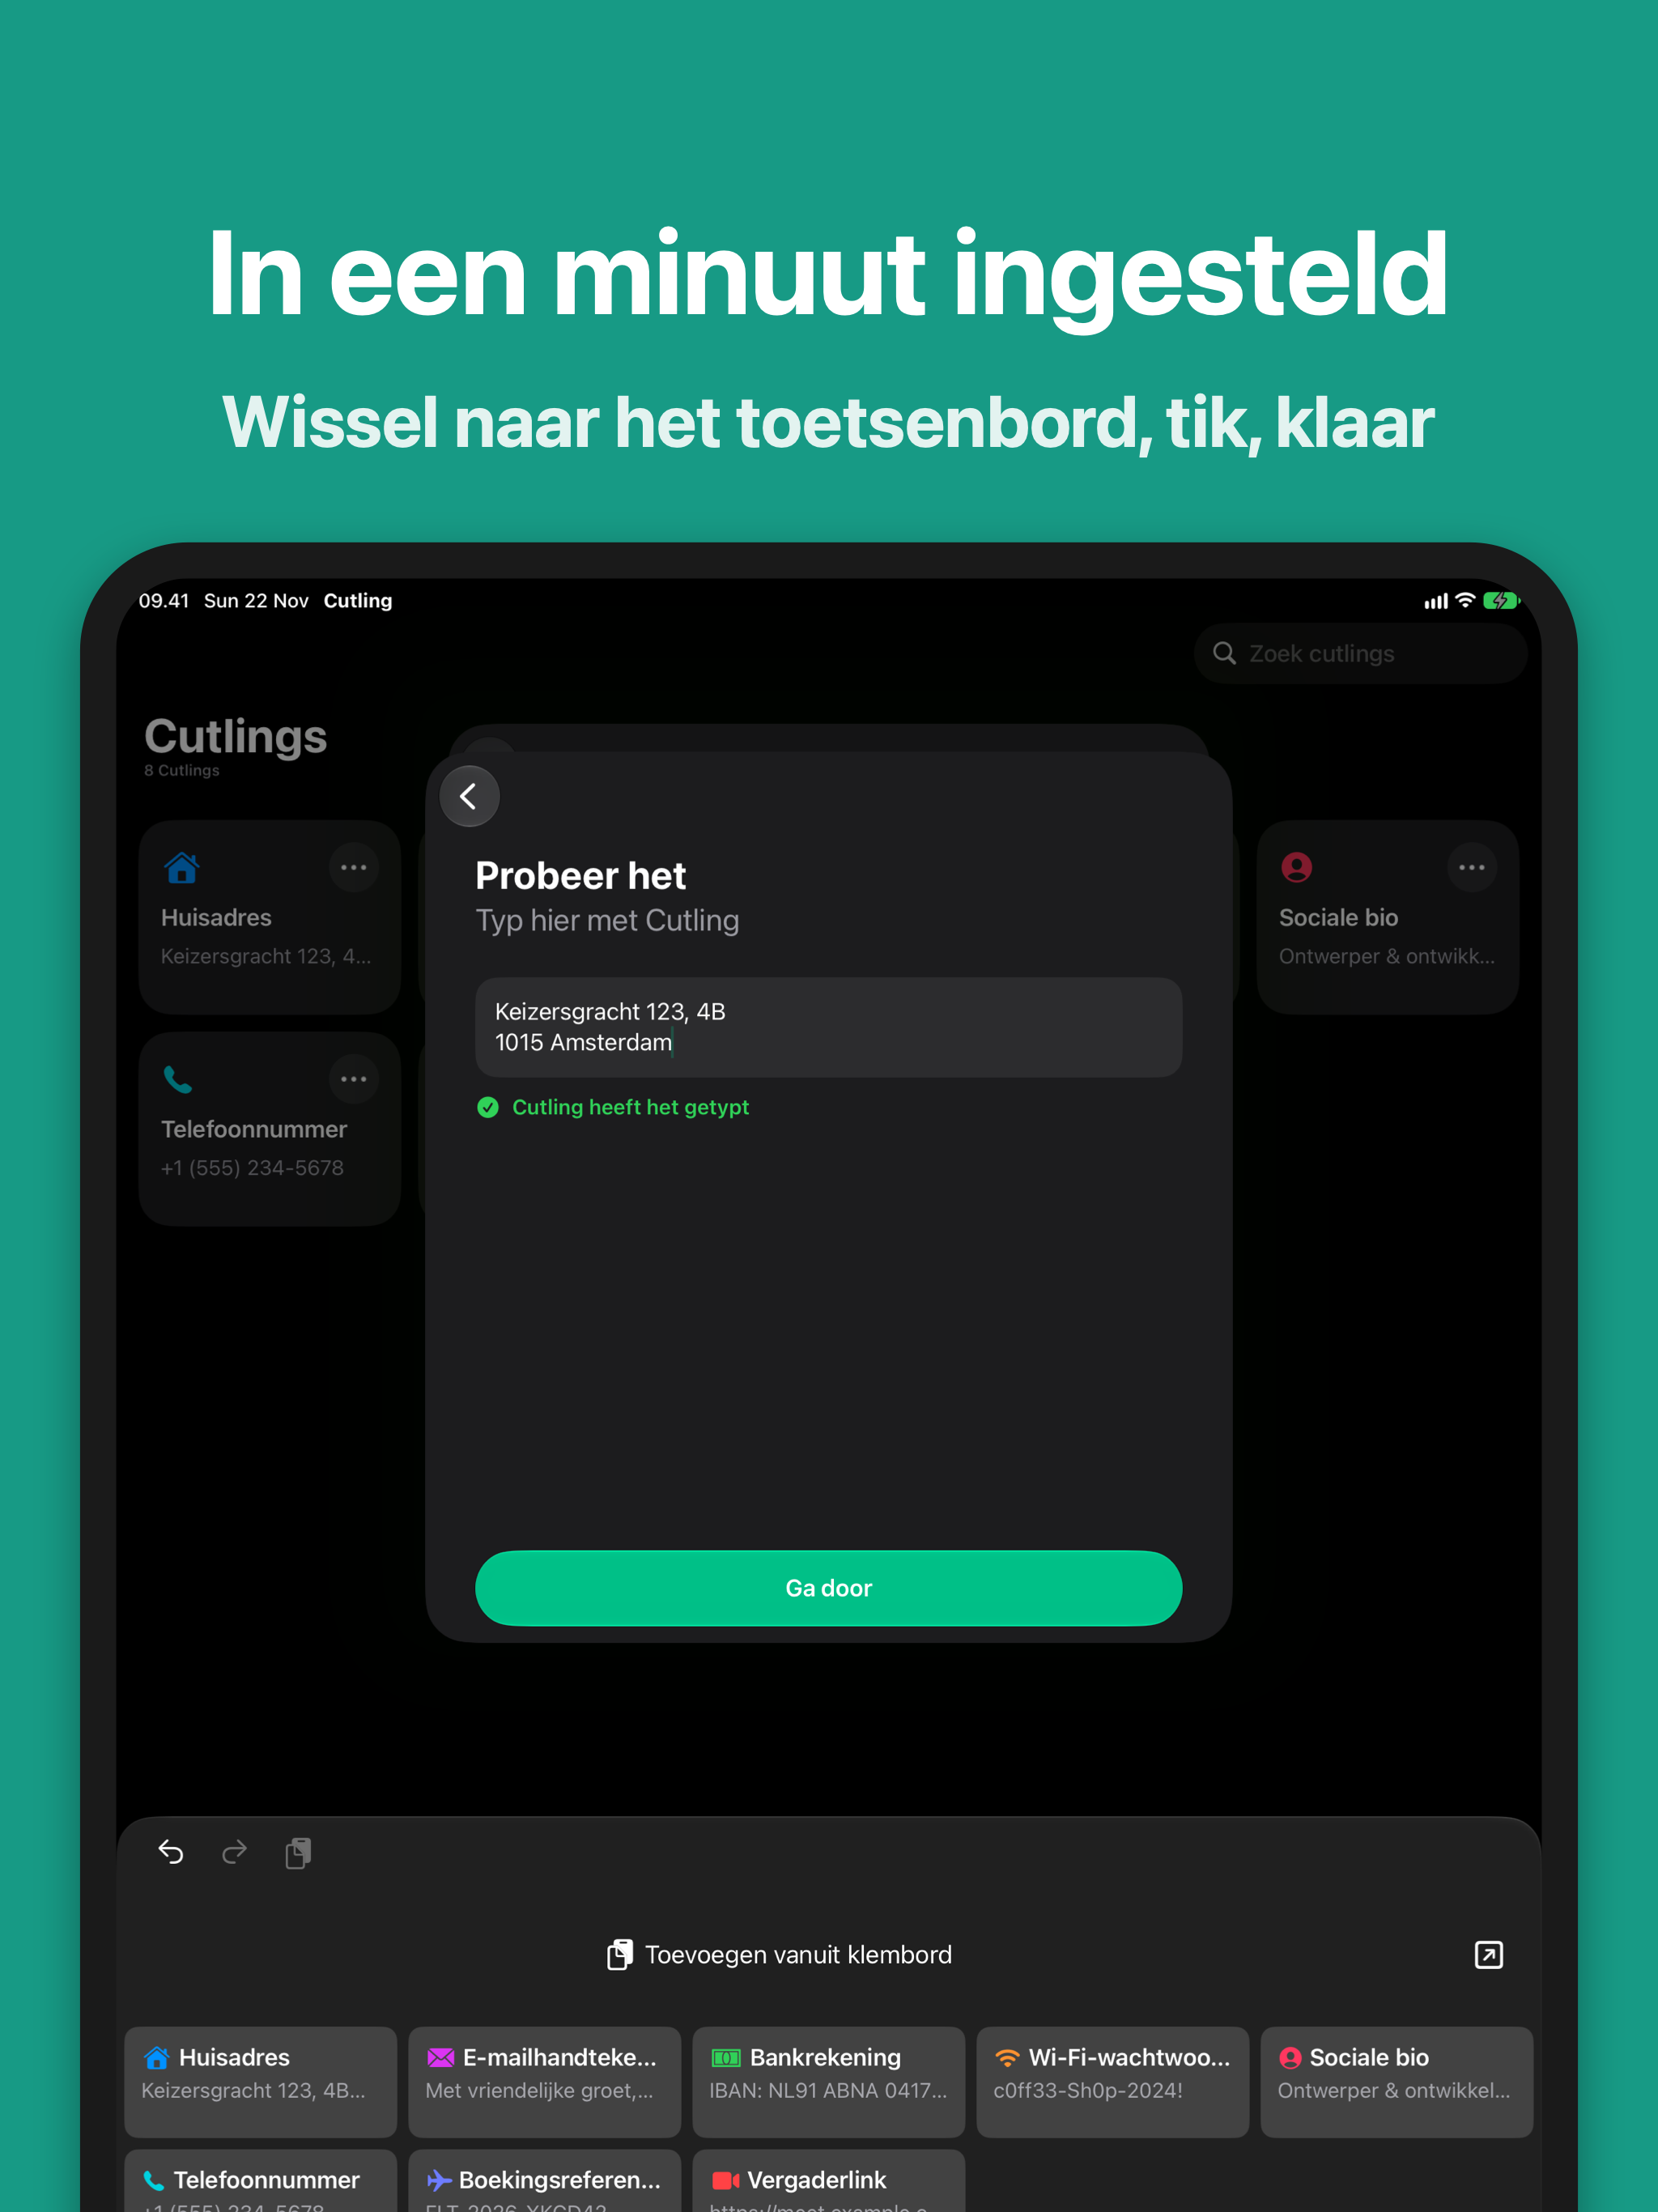 In een minuut ingesteld
Wissel naar het toetsenbord, tik, klaar
09.41 Sun 22 Nov Cutling
Zoek cutlings
Cutlings
8 Cutlings
Huisadres
Keizersgracht 123, 4...
Telefoonnummer
+1 (555) 234-5678
Sociale bio
Ontwerper & ontwikk...
Probeer het
Typ hier met Cutling
Keizersgracht 123, 4B
1015 Amsterdam
Cutling heeft het getypt
Ga door
Toevoegen vanuit klembord
Huisadres
Keizersgracht 123, 4B...
E-mailhandteke...
Met vriendelijke groet,...
Bankrekening
IBAN: NL91 ABNA 0417...
Wi-Fi-wachtwoo...
c0ff33-Sh0p-2024!
Sociale bio
Ontwerper & ontwikkel...
Telefoonnummer
+1 (555) 234-5678
Boekingsreferen...
Vergaderlink